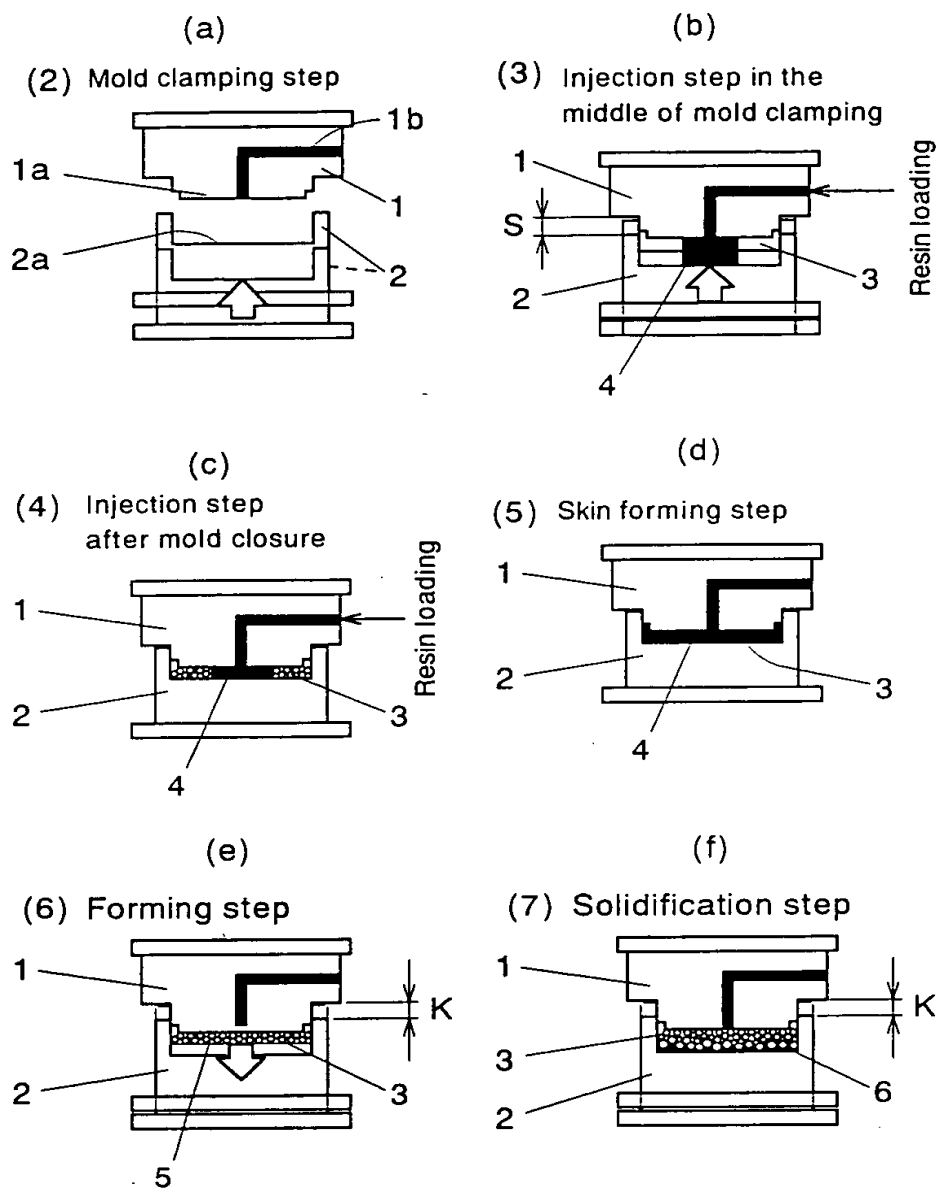 (a)
(2) Mold clamping step
1b
1a
1
2a
2
2
(b)
(3) Injection step in the
middle of mold clamping
1
S
2
3
4
Resin loading
(c)
(4) Injection step
after mold closure
1
2
3
4
Resin loading
(d)
(5) Skin forming step
1
2
3
4
(e)
(6) Forming step
1
K
2
3
5
(f)
(7) Solidification step
1
K
3
2
6